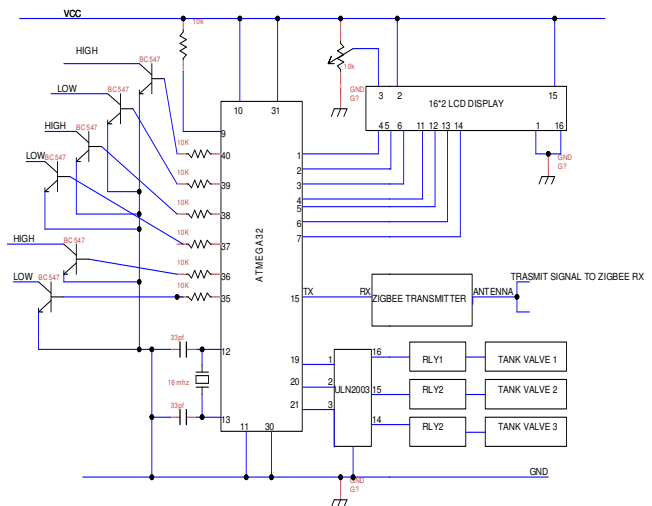 VCC
10k
HIGH
BC547
LOW
BC547
HIGH
BC547
LOW
BC547
HIGH
BC547
LOW
BC547
10K
10K
10K
10K
10K
10K
9
40
39
38
37
36
35
12
13
10
31
11
30
ATMEGA32
1
2
3
4
5
6
7
15
19
20
21
33pf
16 mhz
33pf
10k
GND
G?
3
2
15
16*2 LCD DISPLAY
4
5
6
11
12
13
14
1
16
GND
G?
TX
RX
ZIGBEE TRANSMITTER
ANTENNA
TRASMIT SIGNAL TO ZIGBEE RX
1
2
3
ULN2003
16
15
14
RLY1
TANK VALVE 1
RLY2
TANK VALVE 2
RLY2
TANK VALVE 3
GND
GND
G?